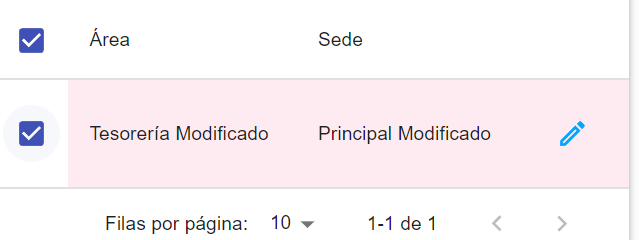 Área Sede
Tesorería Modificado Principal Modificado
Filas por página: 10 1-1 de 1